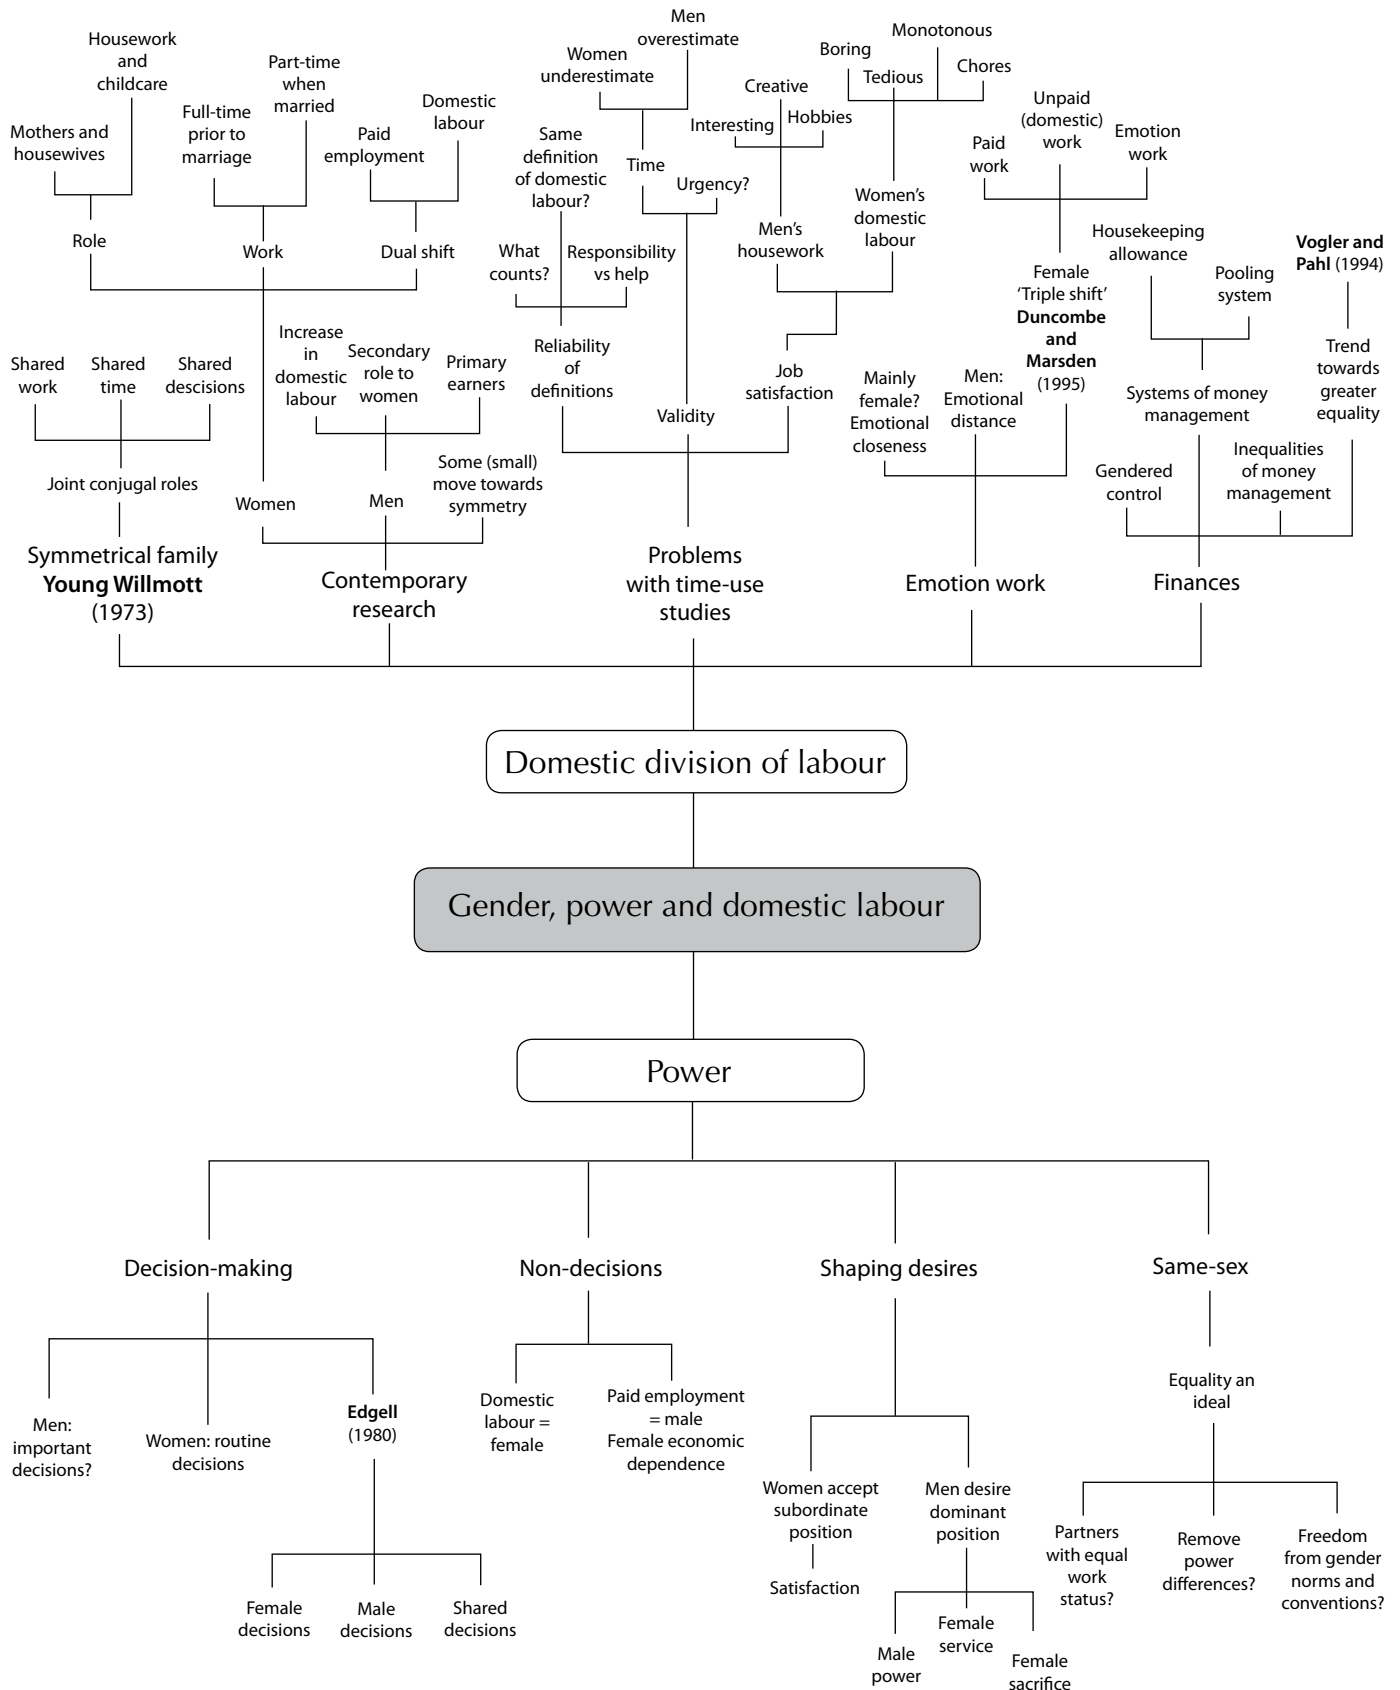 Men
overestimate
Women
underestimate
Housework
and
childcare
Part-time
when
married
Full-time
prior to
marriage
Mothers and
housewives
Domestic
labour
Paid
employment
Same
definition
of domestic
labour?
Time
Urgency?
Creative
Interesting
Hobbies
Boring
Tedious
Monotonous
Chores
Unpaid
(domestic)
work
Paid
work
Emotion
work
Role
Work
Dual shift
What
counts?
Responsibility
vs help
Men's
housework
Women's
domestic
labour
Female
'Triple shift'
Duncombe
and
Marsden
(1995)
Housekeeping
allowance
Pooling
system
Vogler and
Pahl (1994)
Shared
work
Shared
time
Shared
descisions
Increase
in
domestic
labour
Secondary
role to
women
Primary
earners
Reliability
of
definitions
Validity
Job
satisfaction
Mainly
female?
Emotional
closeness
Men:
Emotional
distance
Systems of money
management
Trend
towards
greater
equality
Joint conjugal roles
Women
Men
Some (small)
move towards
symmetry
Gendered
control
Inequalities
of money
management
Symmetrical family
Young Willmott
(1973)
Contemporary
research
Problems
with time-use
studies
Emotion work
Finances
Domestic division of labour
Gender, power and domestic labour
Power
Decision-making
Non-decisions
Shaping desires
Same-sex
Men:
important
decisions?
Women: routine
decisions
Edgell
(1980)
Domestic
labour =
female
Paid employment
= male
Female economic
dependence
Equality an
ideal
Women accept
subordinate
position
Satisfaction
Men desire
dominant
position
Partners
with equal
work
status?
Remove
power
differences?
Freedom
from gender
norms and
conventions?
Female
decisions
Male
decisions
Shared
decisions
Male
power
Female
service
Female
sacrifice